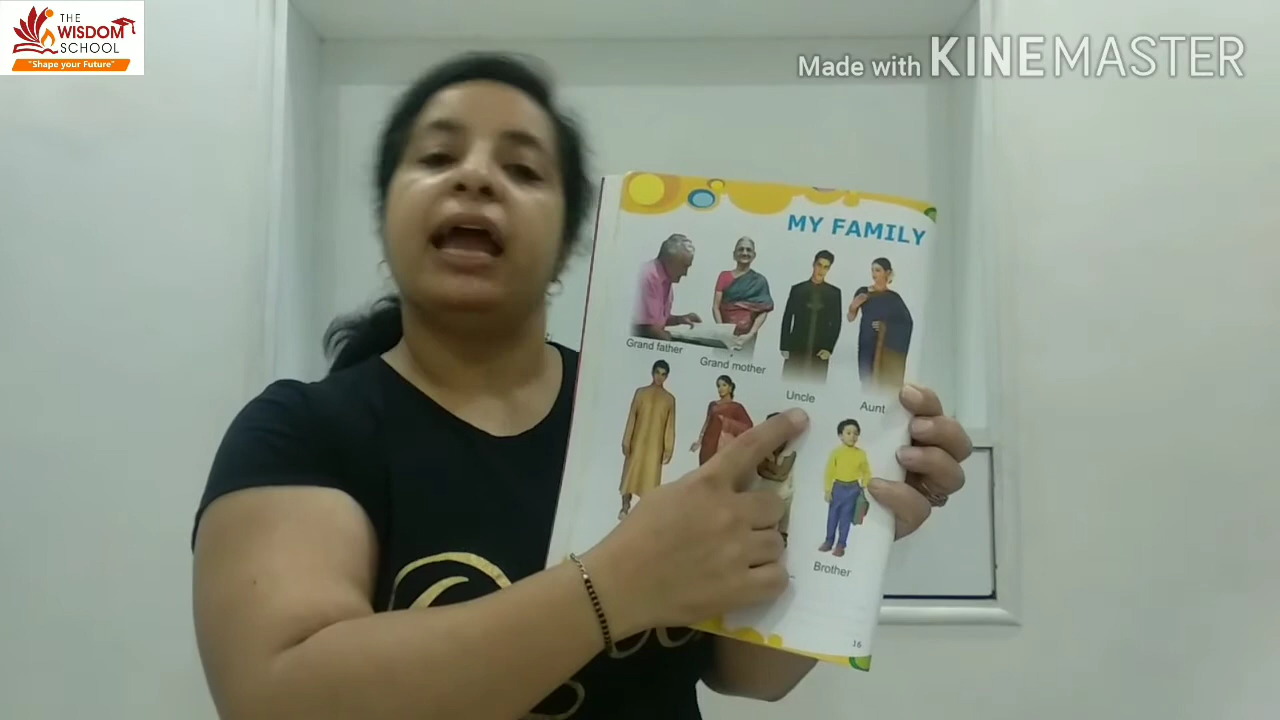 THE
WISDOM
SCHOOL
"Shape your Future"
Made with KINEMASTER
MY FAMILY
Grand father
Grand mother
Uncle
Aunt
Brother
16